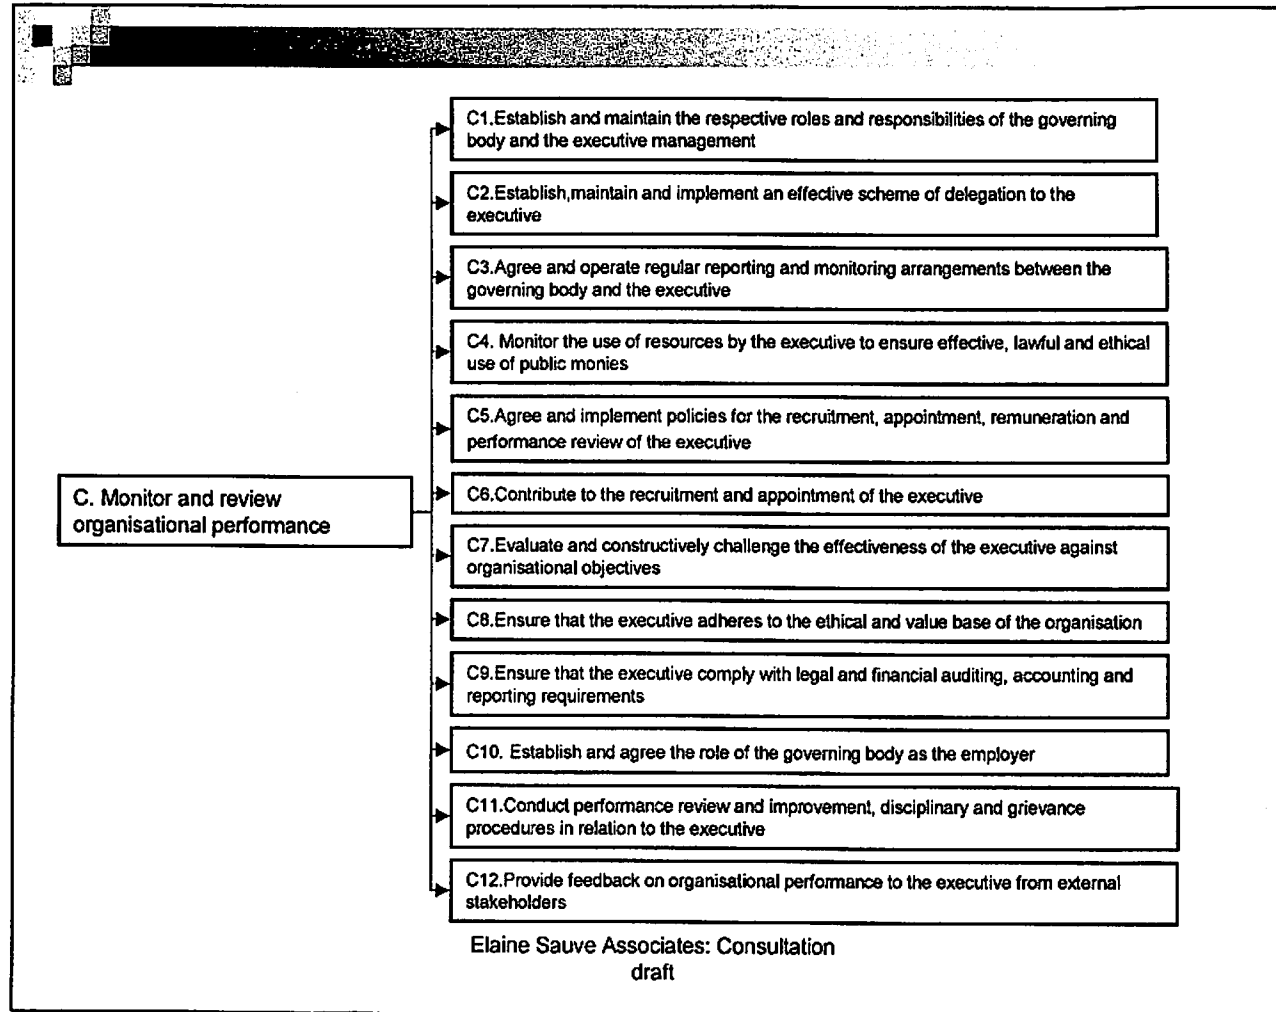 C1.Establish and maintain the respective roles and responsibilities of the governing
body and the executive management
C2.Establish,maintain and implement an effective scheme of delegation to the
executive
C3.Agree and operate regular reporting and monitoring arrangements between the
governing body and the executive
C4. Monitor the use of resources by the executive to ensure effective, lawful and ethical
use of public monies
C5.Agree and implement policies for the recruitment, appointment, remuneration and
performance review of the executive
C. Monitor and review
organisational performance
C6.Contribute to the recruitment and appointment of the executive
C7.Evaluate and constructively challenge the effectiveness of the executive against
organisational objectives
C8.Ensure that the executive adheres to the ethical and value base of the organisation
C9.Ensure that the executive comply with legal and financial auditing, accounting and
reporting requirements
C10. Establish and agree the role of the governing body as the employer
C11.Conduct performance review and improvement, disciplinary and grievance
procedures in relation to the executive
C12.Provide feedback on organisational performance to the executive from external
stakeholders
Elaine Sauve Associates: Consultation
draft